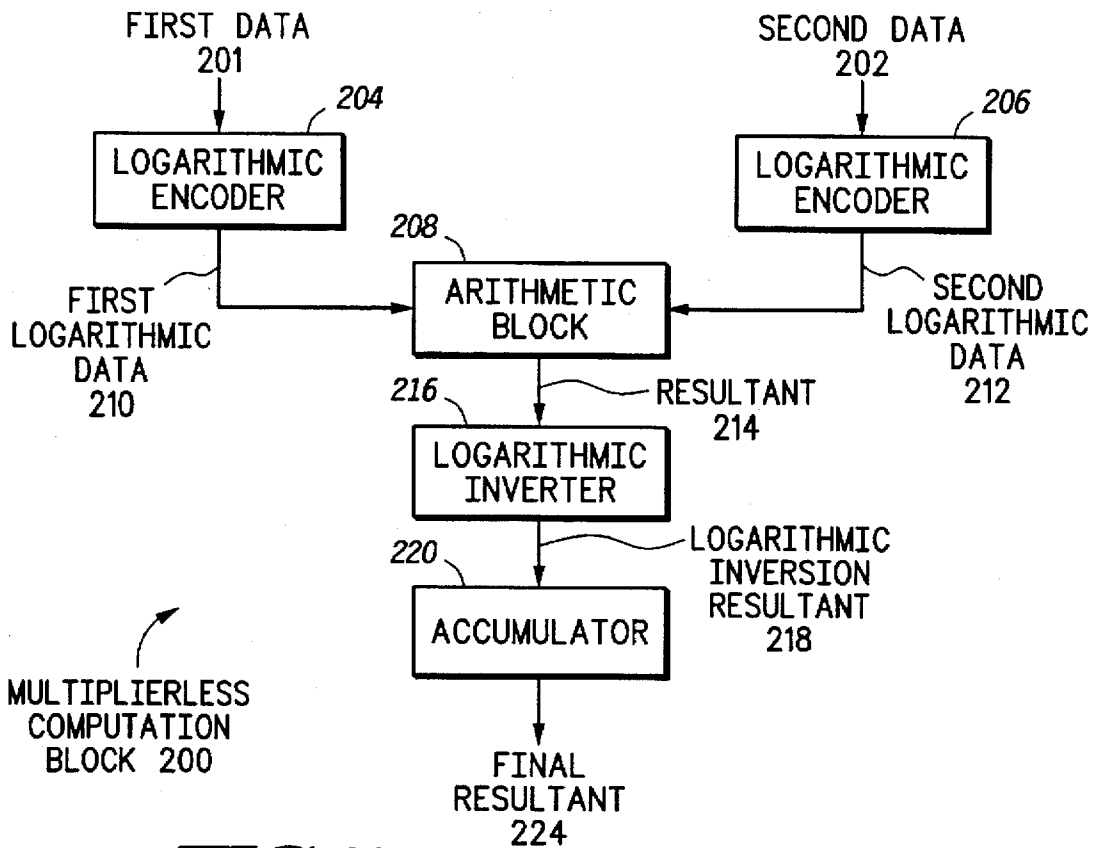 FIRST DATA
201
SECOND DATA
202
204
206
LOGARITHMIC
ENCODER
LOGARITHMIC
ENCODER
208
ARITHMETIC
BLOCK
FIRST
LOGARITHMIC
DATA
210
SECOND
LOGARITHMIC
DATA
212
RESULTANT
214
216
LOGARITHMIC
INVERTER
LOGARITHMIC
INVERSION
RESULTANT
218
220
ACCUMULATOR
MULTIPLIERLESS
COMPUTATION
BLOCK 200
FINAL
RESULTANT
224